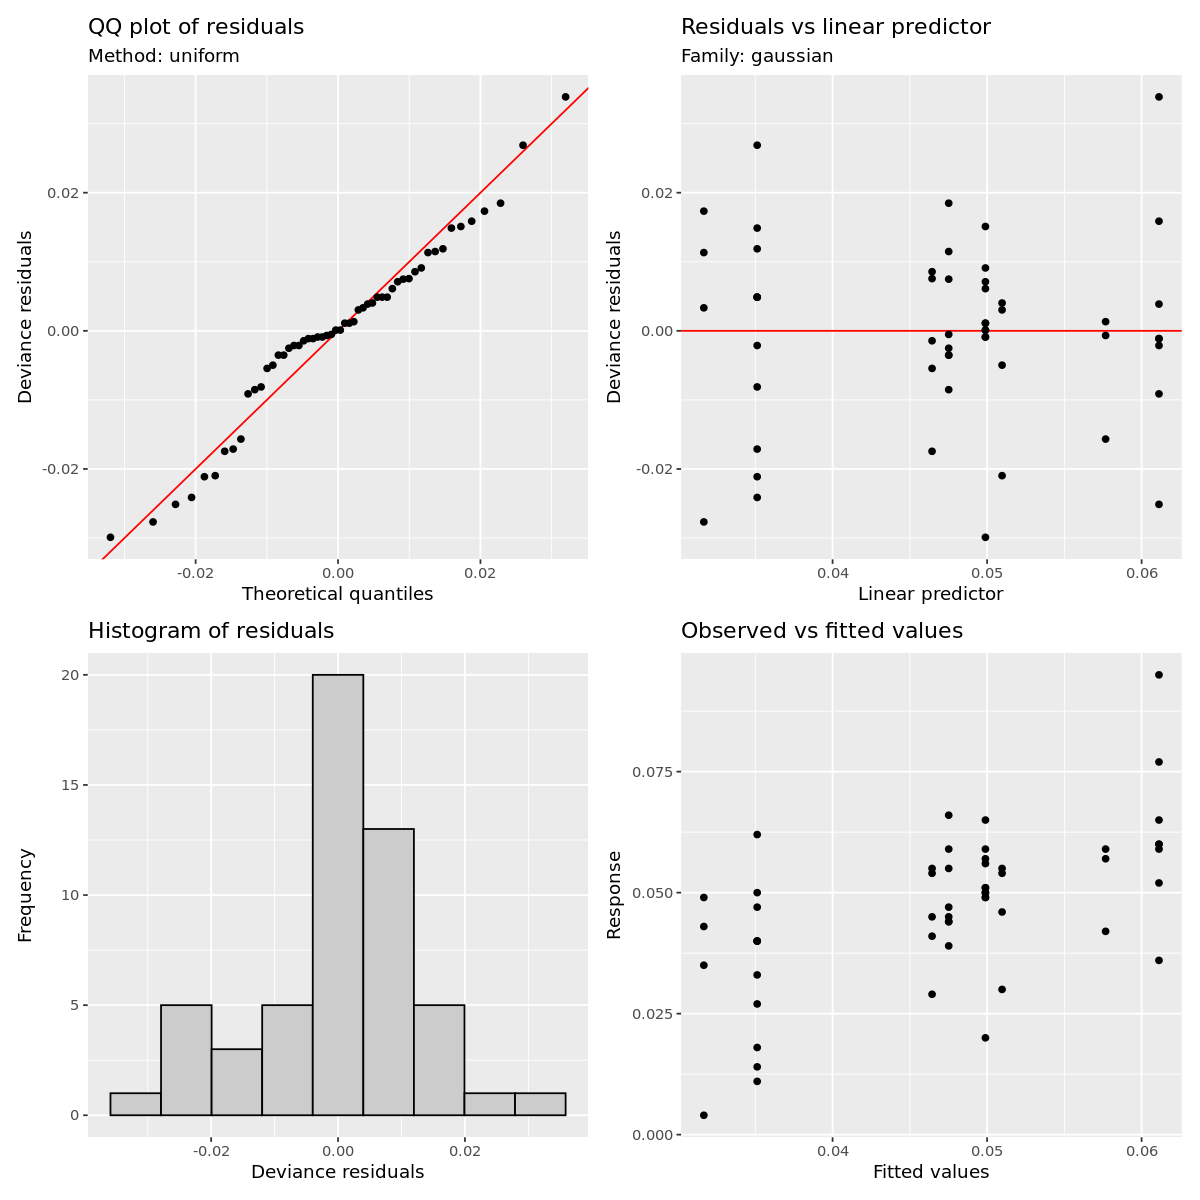 QQ plot of residuals
Method: uniform
Deviance residuals
0.02
0.00
-0.02
-0.02 0.00 0.02
Theoretical quantiles
Residuals vs linear predictor
Family: gaussian
Deviance residuals
0.02
0.00
-0.02
0.04 0.05 0.06
Linear predictor
Histogram of residuals
Frequency
20
15
10
5
0
-0.02 0.00 0.02
Deviance residuals
Observed vs fitted values
Response
0.075
0.050
0.025
0.000
0.04 0.05 0.06
Fitted values